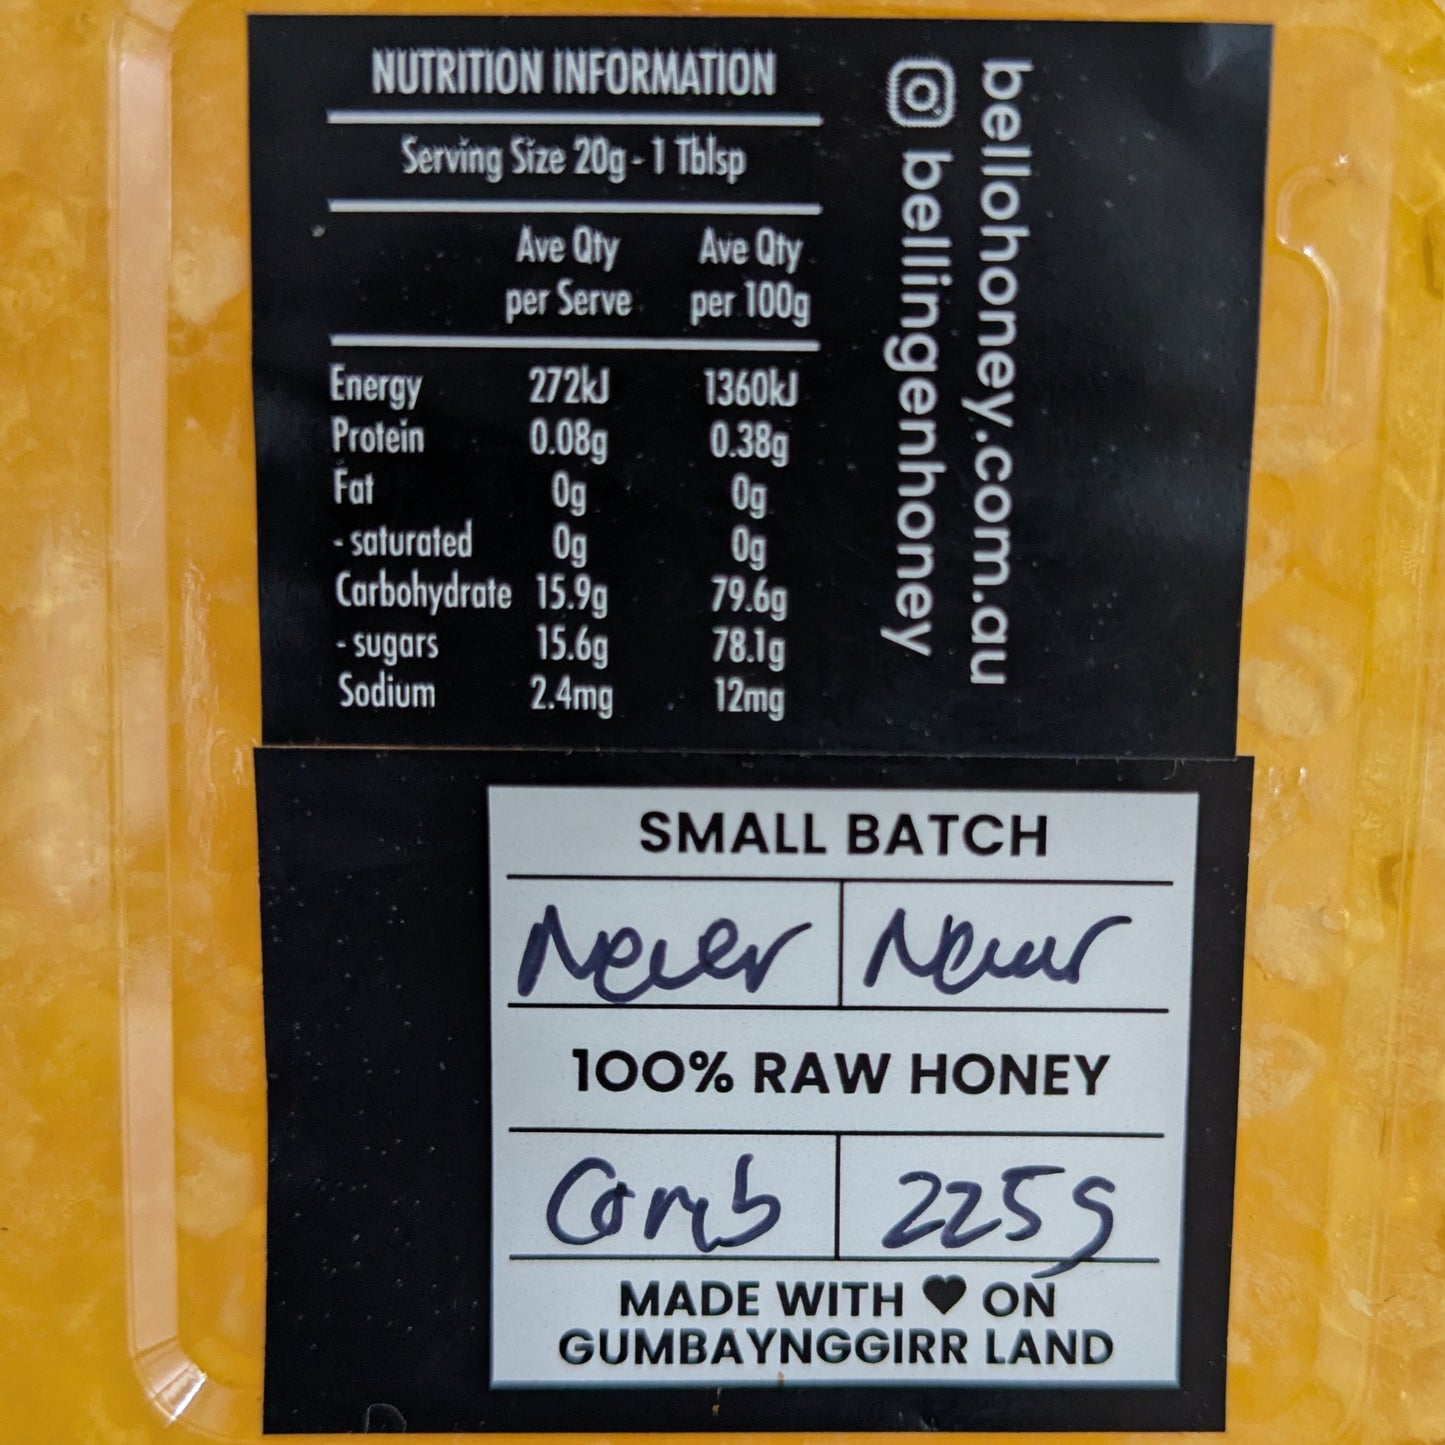 NUTRITION INFORMATION
Serving Size 20g - 1 Tblsp
Ave Qty per Serve Ave Qty per 100g
Energy 272kJ 1360kJ
Protein 0.08g 0.38g
Fat 0g 0g
- saturated 0g 0g
Carbohydrate 15.9g 79.6g
- sugars 15.6g 78.1g
Sodium 2.4mg 12mg
bellohoney.com.au
bellingenhoney
SMALL BATCH
Never Never
100% RAW HONEY
Comb 225g
MADE WITH ♥ ON
GUMBAYNGGIRR LAND